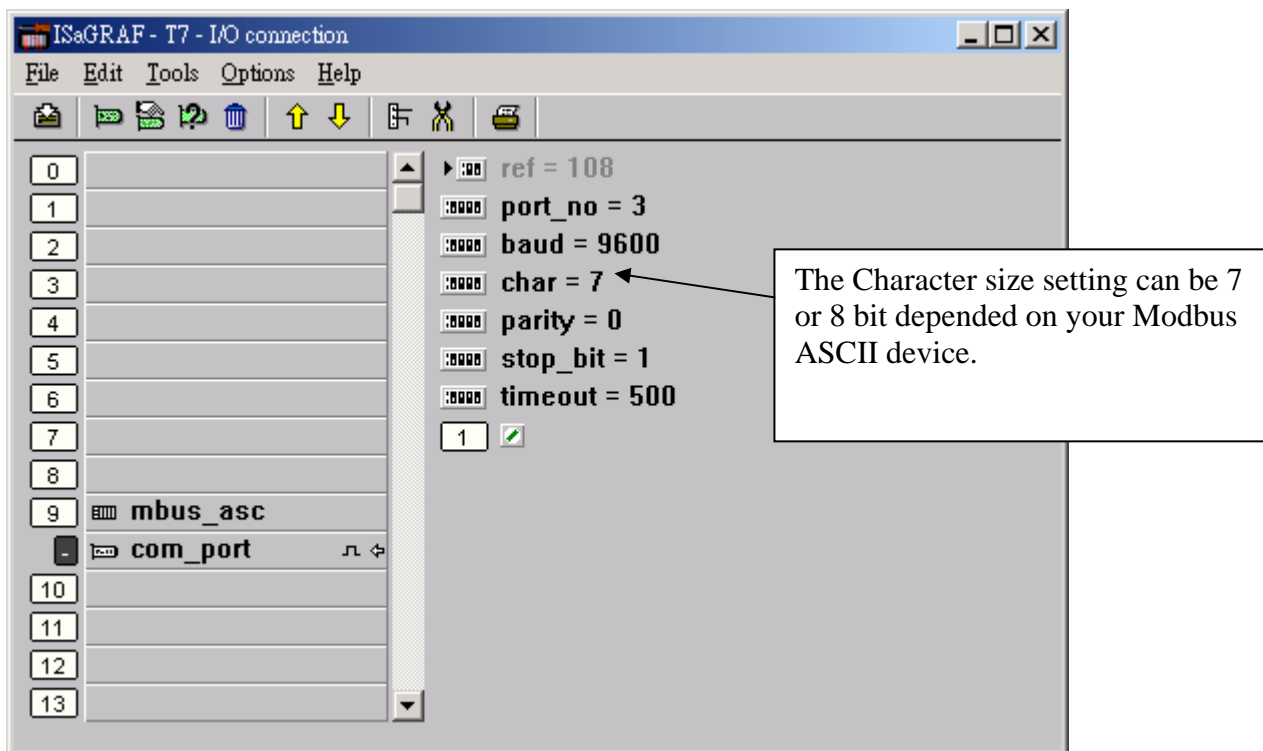 ISaGRAF - T7 - I/O connection
File Edit Tools Options Help
0
1
2
3
4
5
6
7
8
9 mbus_asc
- com_port
10
11
12
13
ref = 108
port_no = 3
baud = 9600
char = 7
parity = 0
stop_bit = 1
timeout = 500
1
The Character size setting can be 7
or 8 bit depended on your Modbus
ASCII device.